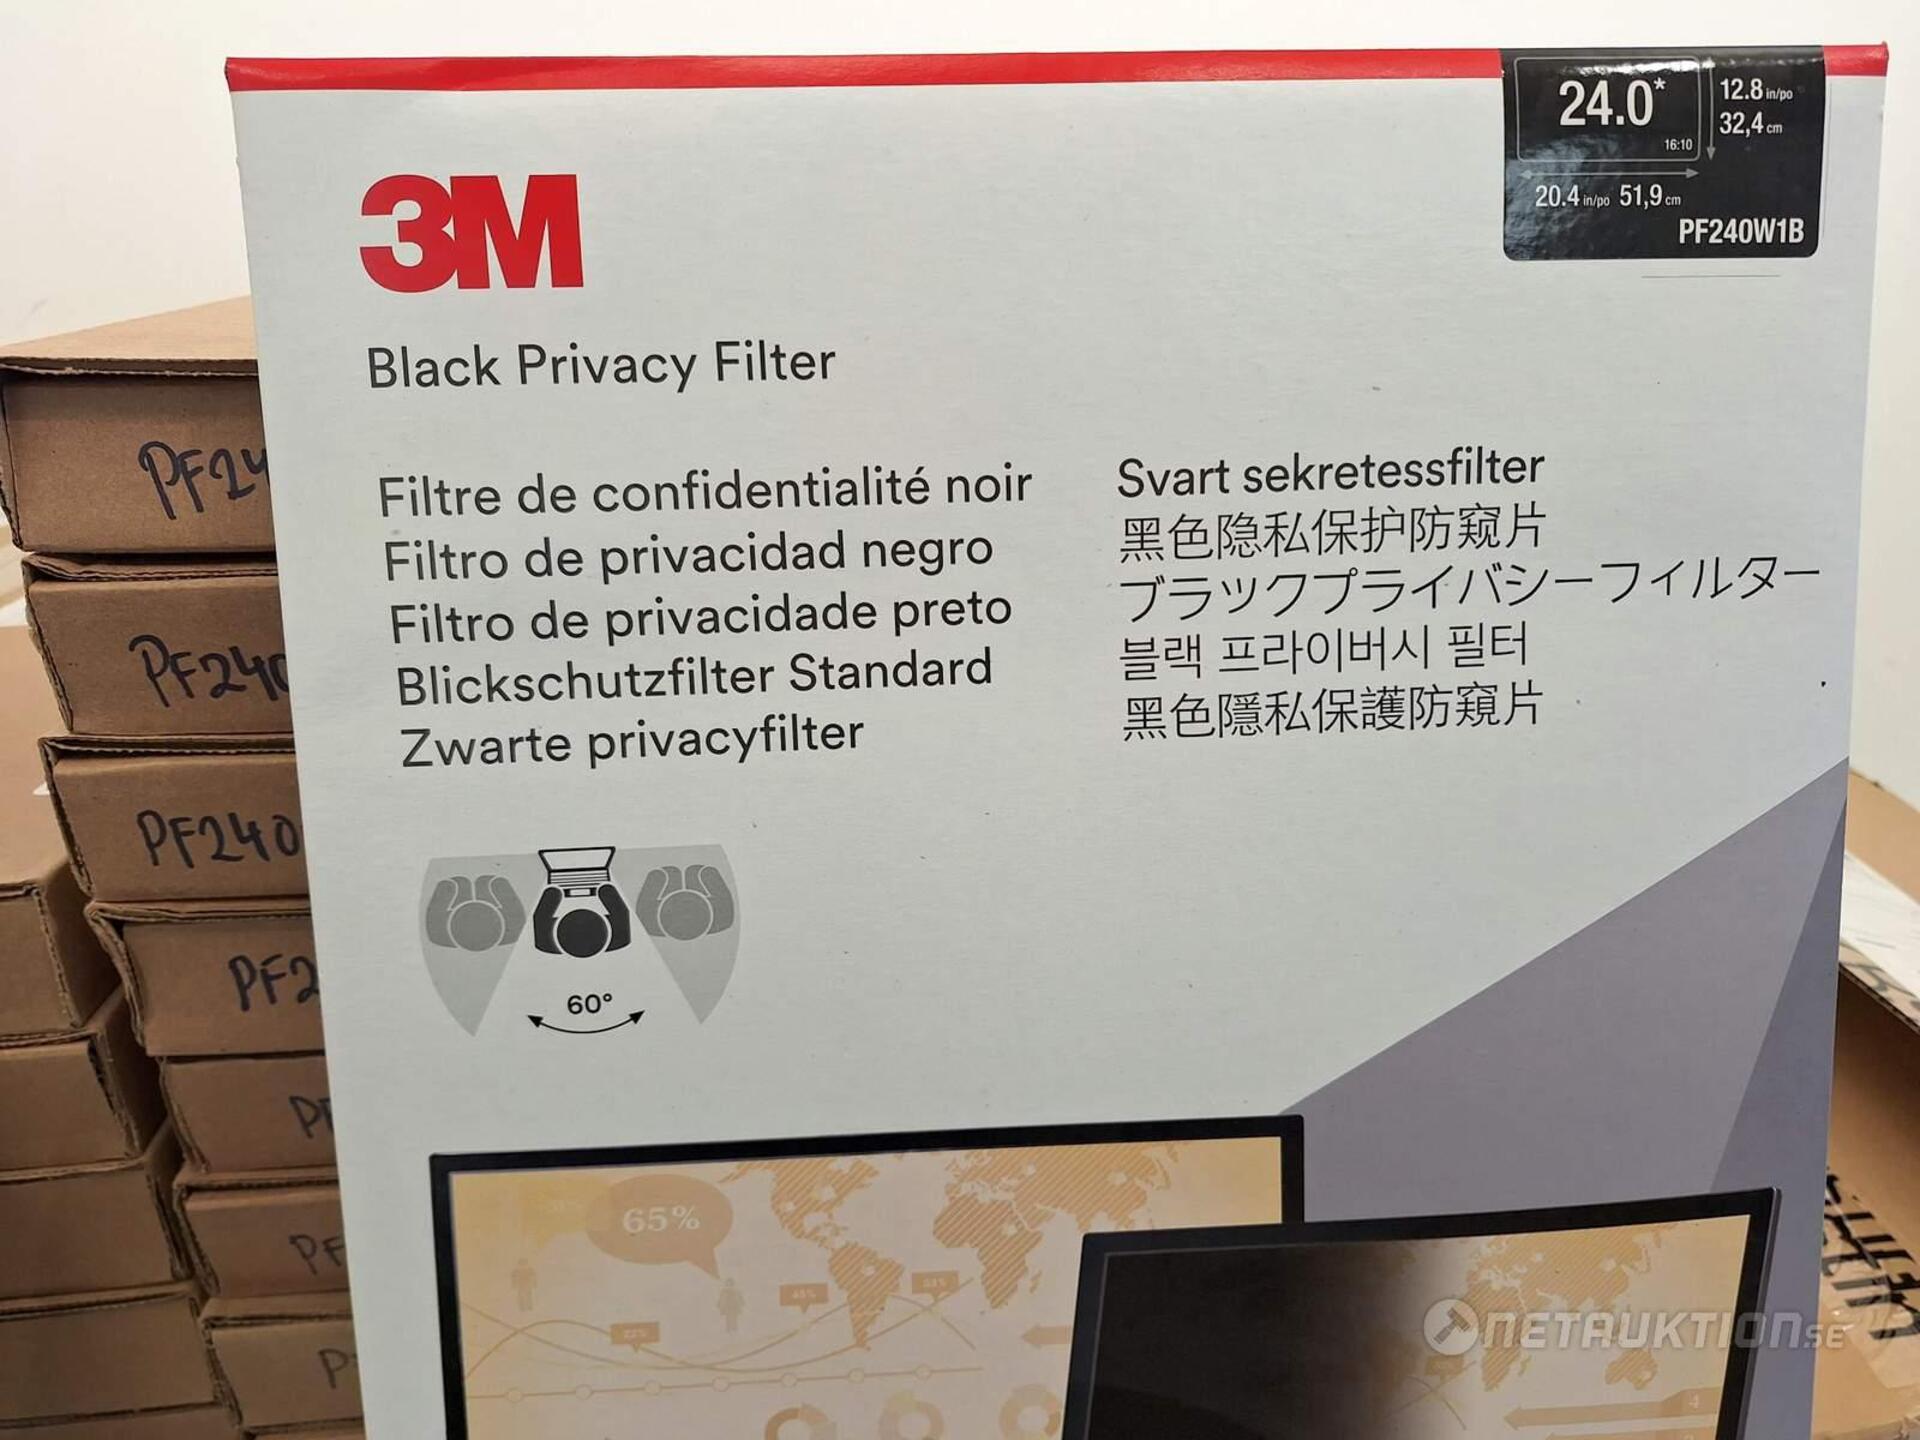 24.0*
16:10
12.8 in/po
32,4 cm
20.4 in/po 51,9 cm
PF240W1B
3M
Black Privacy Filter
Filtre de confidentialité noir
Filtro de privacidad negro
Filtro de privacidade preto
Blickschutzfilter Standard
Zwarte privacyfilter
Svart sekretessfilter
黑色隐私保护防窥片
ブラックプライバシーフィルター
블랙 프라이버시 필터
黑色隱私保護防窺片
60°
65%
PF24
PF240
PF240
PF2
PF
PF
P
NETAUKTION.SE